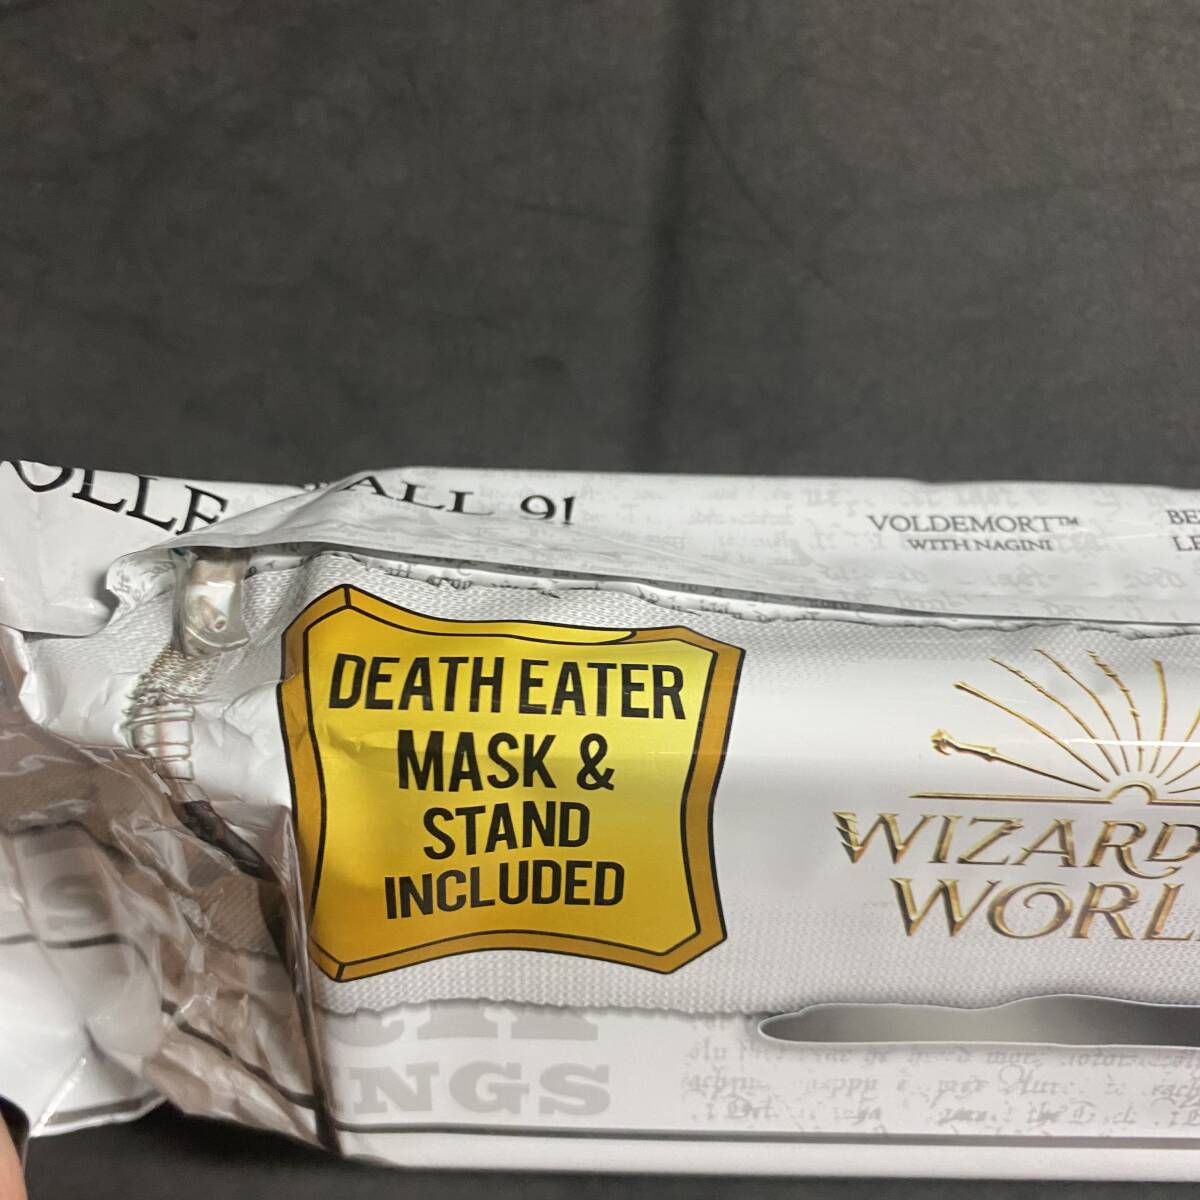 OLLE ALL 9!
VOLDEMORT™
WITH NAGINI
BE
LE
DEATH EATER
MASK &
STAND
INCLUDED
WIZARD
WORL
NGS